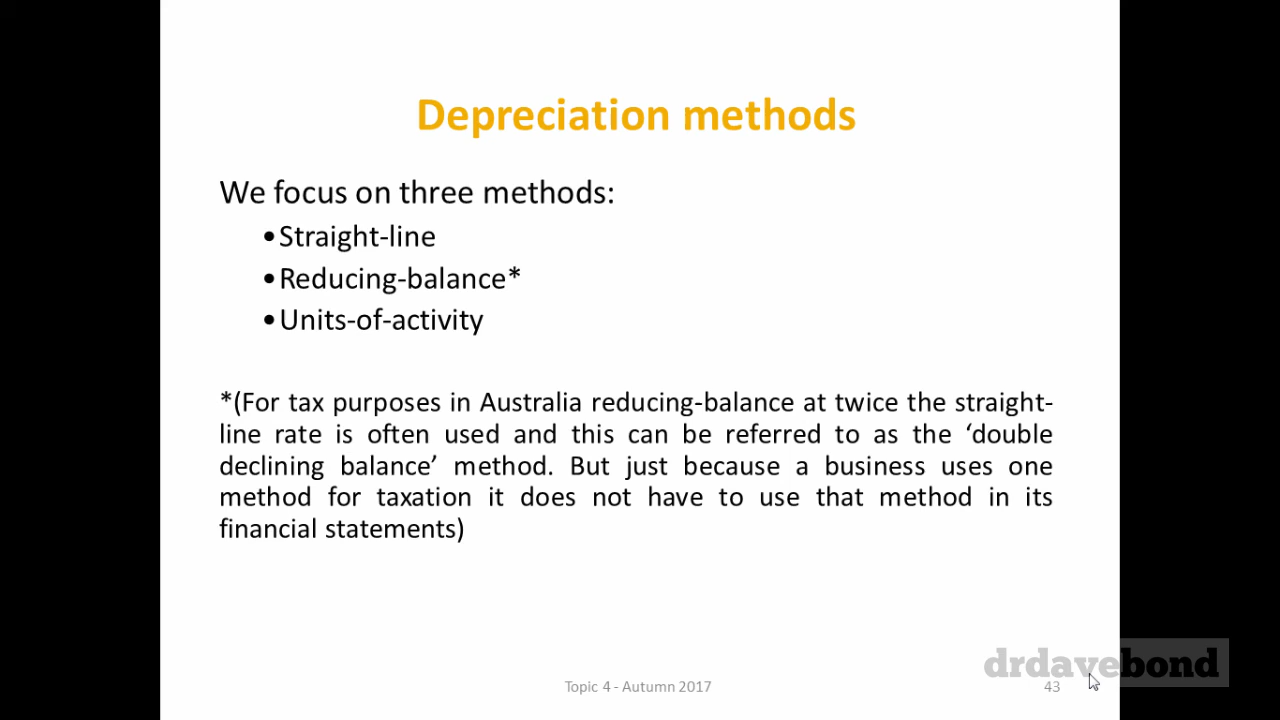 Depreciation methods
We focus on three methods:
•Straight-line
•Reducing-balance*
•Units-of-activity
*(For tax purposes in Australia reducing-balance at twice the straight-
line rate is often used and this can be referred to as the ‘double
declining balance’ method. But just because a business uses one
method for taxation it does not have to use that method in its
financial statements)
drdavebond
Topic 4 - Autumn 2017
43